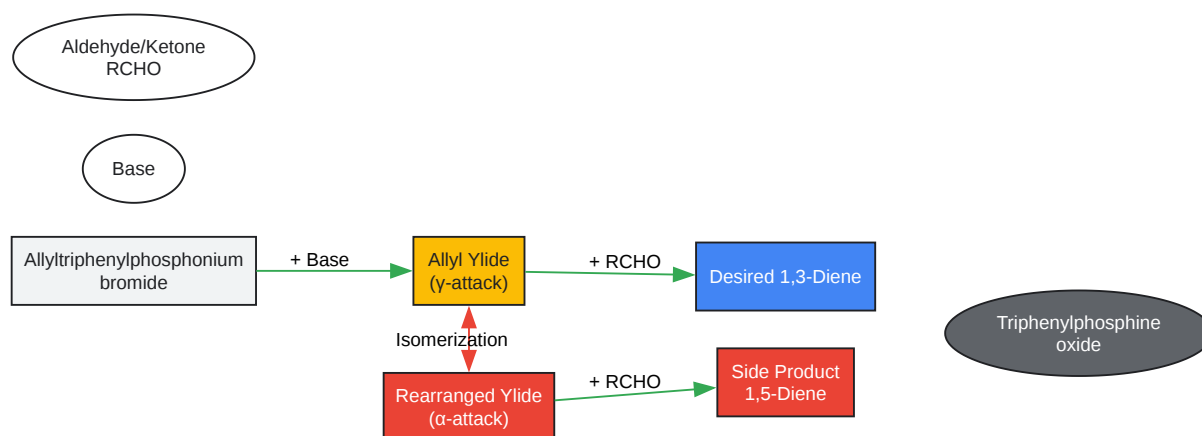 Aldehyde/Ketone
RCHO
Base
Allyltriphenylphosphonium
bromide
+ Base
Allyl Ylide
(γ-attack)
+ RCHO
Desired 1,3-Diene
Triphenylphosphine
oxide
Isomerization
Rearranged Ylide
(α-attack)
+ RCHO
Side Product
1,5-Diene